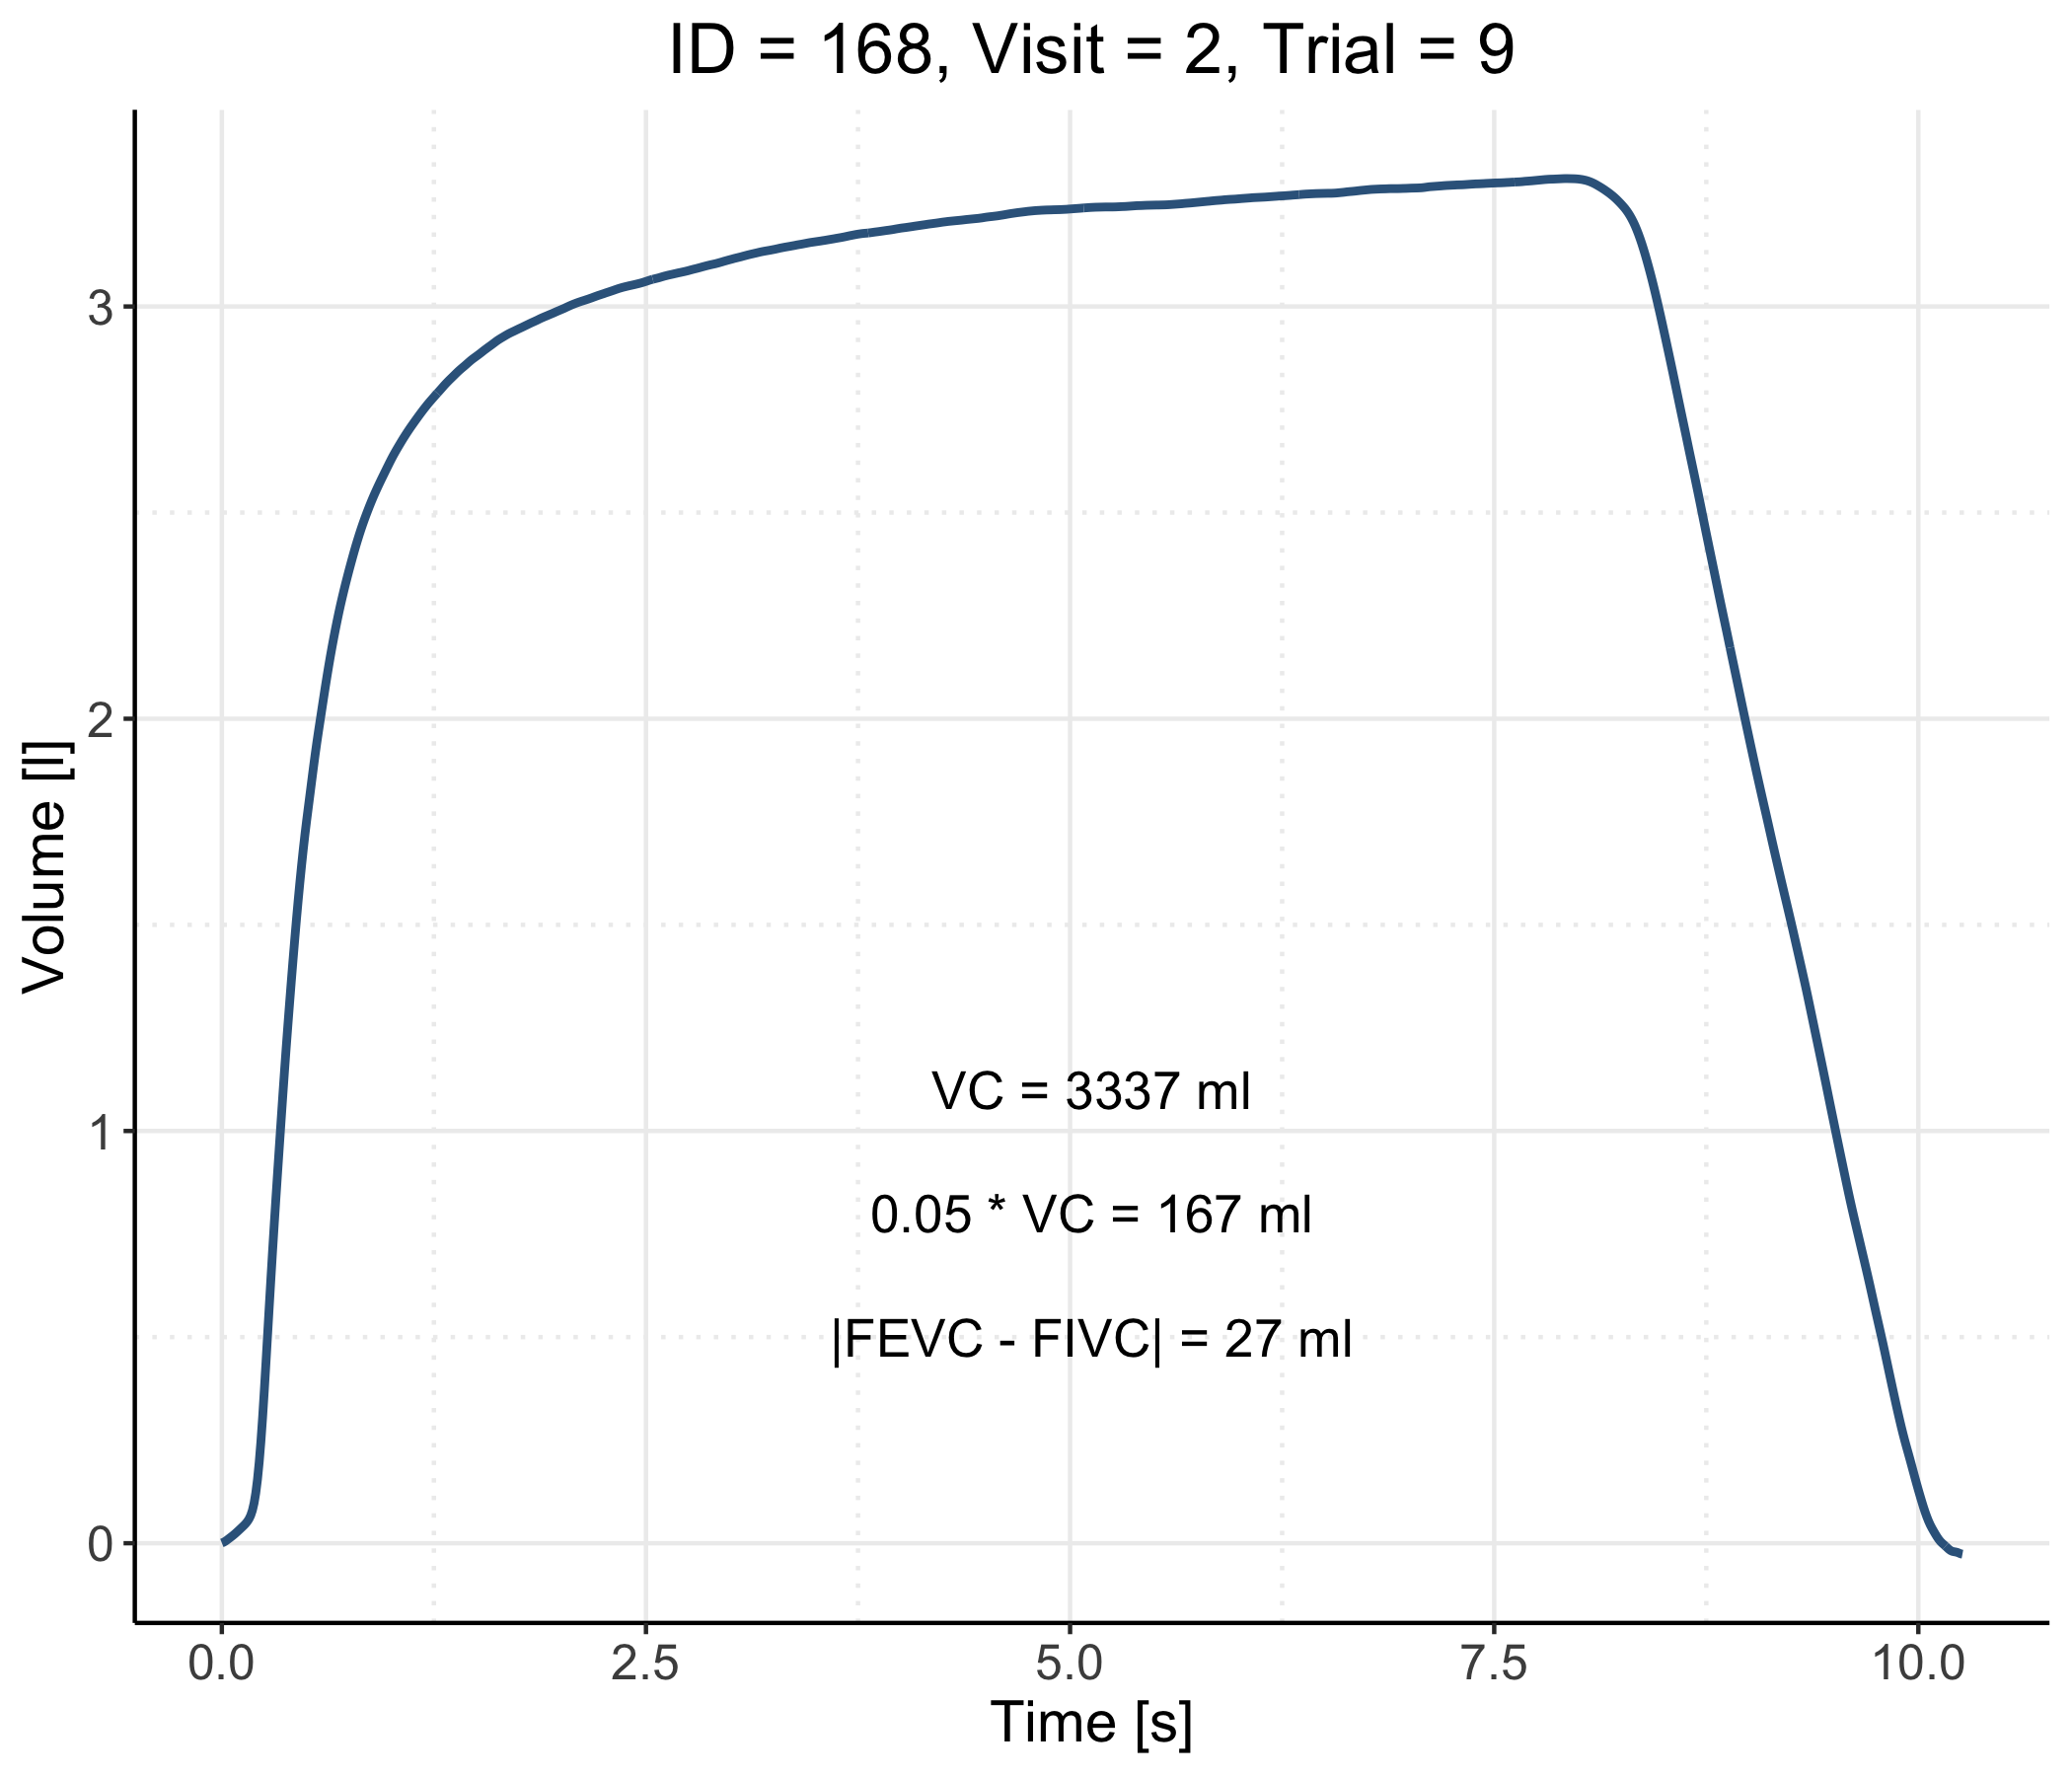 ID = 168, Visit = 2, Trial = 9
Volume [l]
3
2
1
0
VC = 3337 ml
0.05 * VC = 167 ml
|FEVC - FIVC| = 27 ml
0.0 2.5 5.0 7.5 10.0
Time [s]